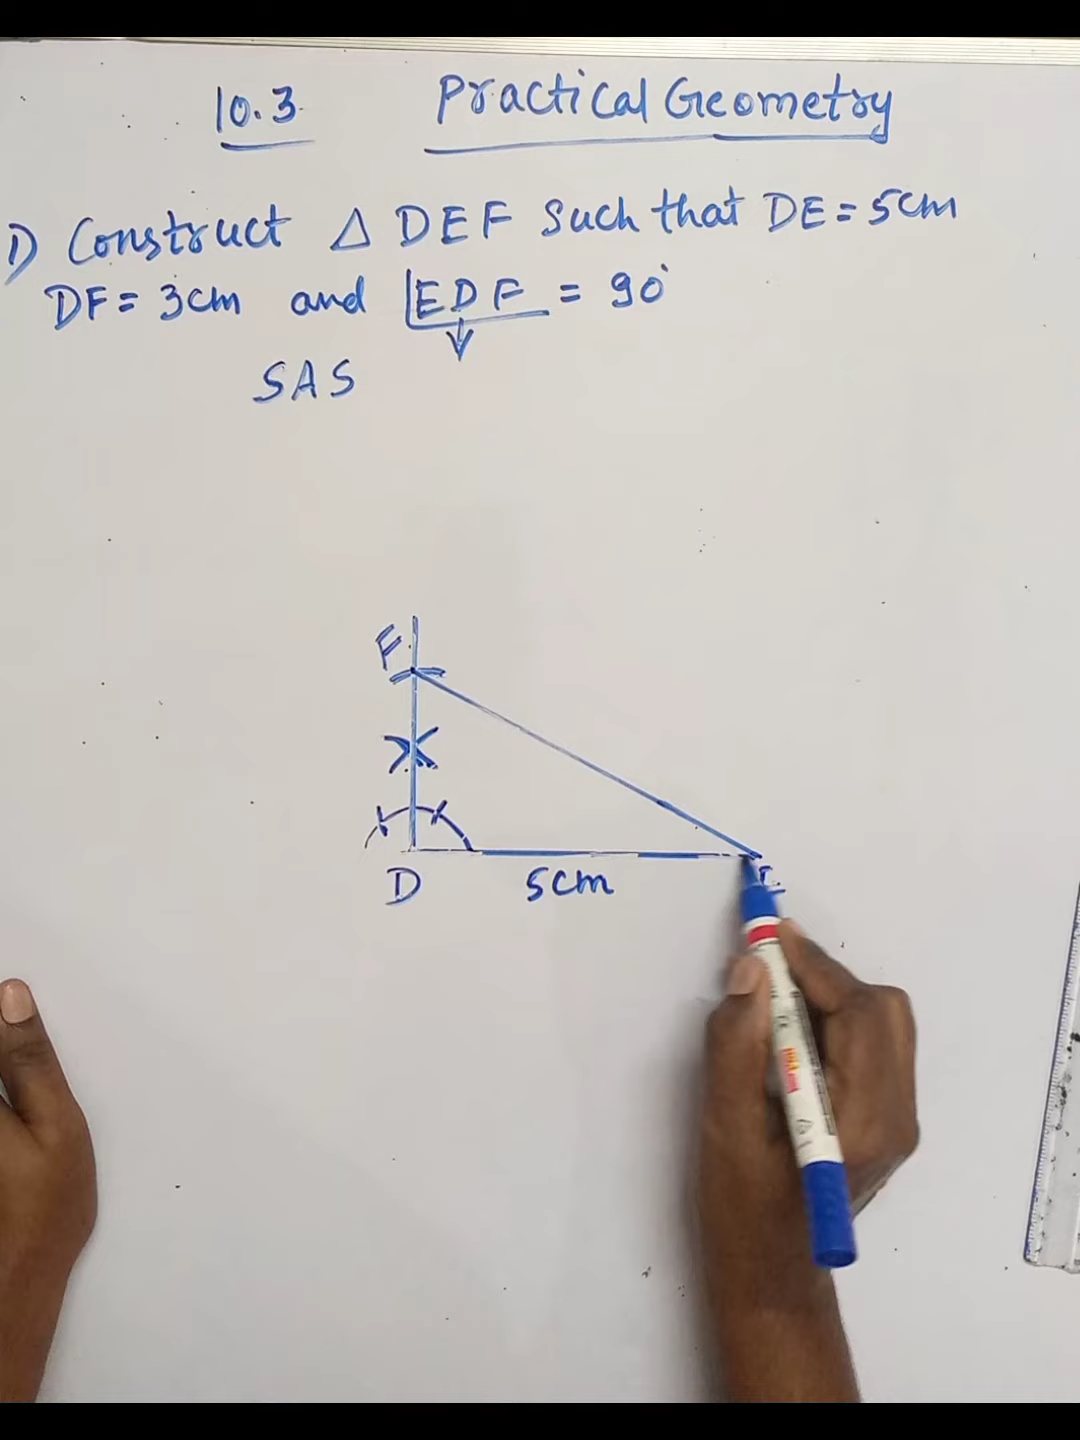 10.3 Practical Geometry
1) Construct △ DEF Such that DE = 5cm
DF = 3cm and ∠EDF = 90°
SAS
F
D 5cm E